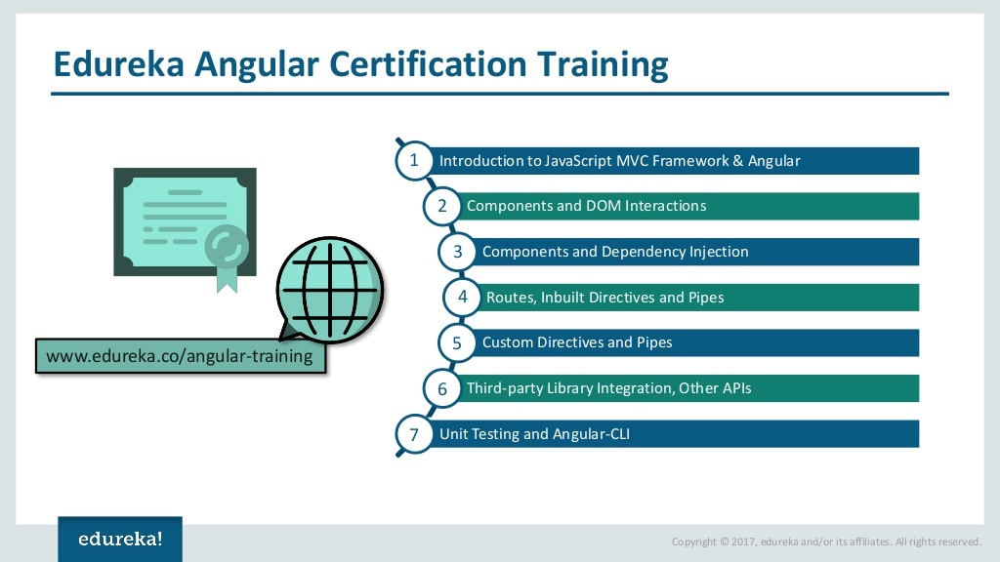 Edureka Angular Certification Training
1 Introduction to JavaScript MVC Framework & Angular
2 Components and DOM Interactions
3 Components and Dependency Injection
4 Routes, Inbuilt Directives and Pipes
5 Custom Directives and Pipes
6 Third-party Library Integration, Other APIs
7 Unit Testing and Angular-CLI
www.edureka.co/angular-training
edureka!
Copyright © 2017, edureka and/or its affiliates. All rights reserved.